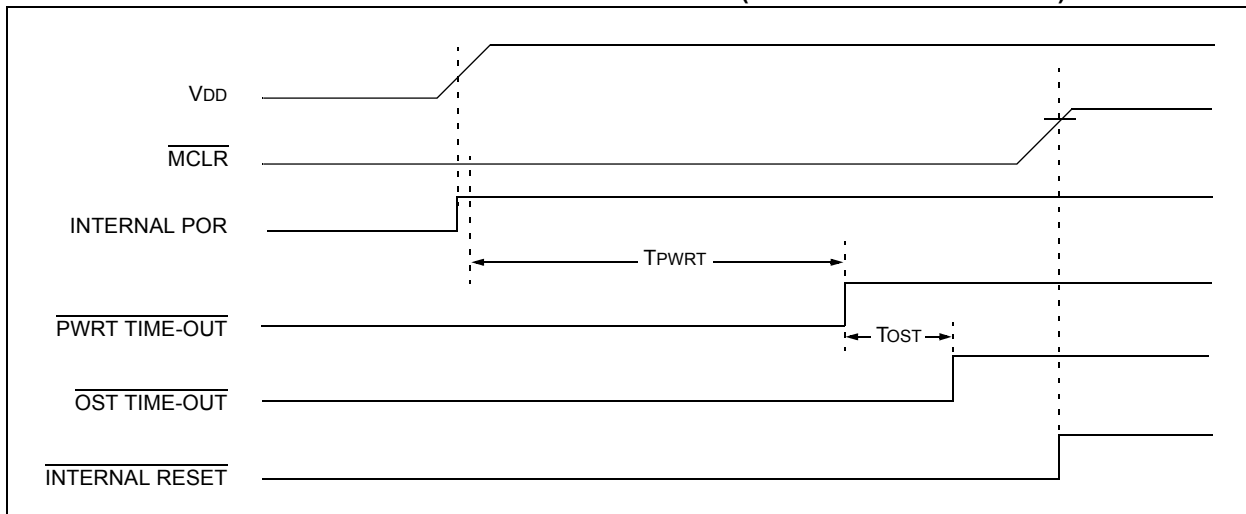 VDD
MCLR
INTERNAL POR
TPWRT
PWRT TIME-OUT
TOST
OST TIME-OUT
INTERNAL RESET